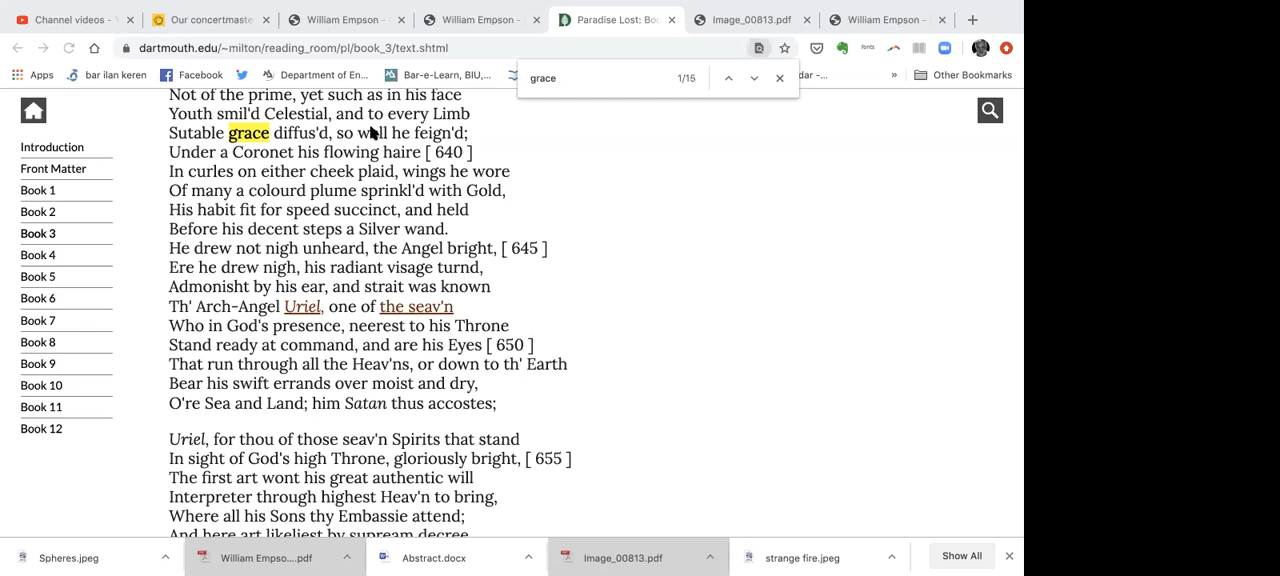 Channel videos - Y
Our concertmaste
William Empson -
William Empson -
Paradise Lost: Boo
Image_00813.pdf
William Empson -
dartmouth.edu/~milton/reading_room/pl/book_3/text.shtml
fonts
Apps
bar ilan keren
Facebook
Department of En...
Bar-e-Learn, BIU,...
dar -...
»
Other Bookmarks
grace
1/15
Introduction
Front Matter
Book 1
Book 2
Book 3
Book 4
Book 5
Book 6
Book 7
Book 8
Book 9
Book 10
Book 11
Book 12
Not of the prime, yet such as in his face
Youth smil'd Celestial, and to every Limb
Sutable grace diffus'd, so well he feign'd;
Under a Coronet his flowing haire [ 640 ]
In curles on either cheek plaid, wings he wore
Of many a colourd plume sprinkl'd with Gold,
His habit fit for speed succinct, and held
Before his decent steps a Silver wand.
He drew not nigh unheard, the Angel bright, [ 645 ]
Ere he drew nigh, his radiant visage turnd,
Admonisht by his ear, and strait was known
Th' Arch-Angel Uriel, one of the seav'n
Who in God's presence, neerest to his Throne
Stand ready at command, and are his Eyes [ 650 ]
That run through all the Heav'ns, or down to th' Earth
Bear his swift errands over moist and dry,
O're Sea and Land; him Satan thus accostes;
Uriel, for thou of those seav'n Spirits that stand
In sight of God's high Throne, gloriously bright, [ 655 ]
The first art wont his great authentic will
Interpreter through highest Heav'n to bring,
Where all his Sons thy Embassie attend;
And here art likeliest by supream decree
Spheres.jpeg
William Empso....pdf
Abstract.docx
Image_00813.pdf
strange fire.jpeg
Show All